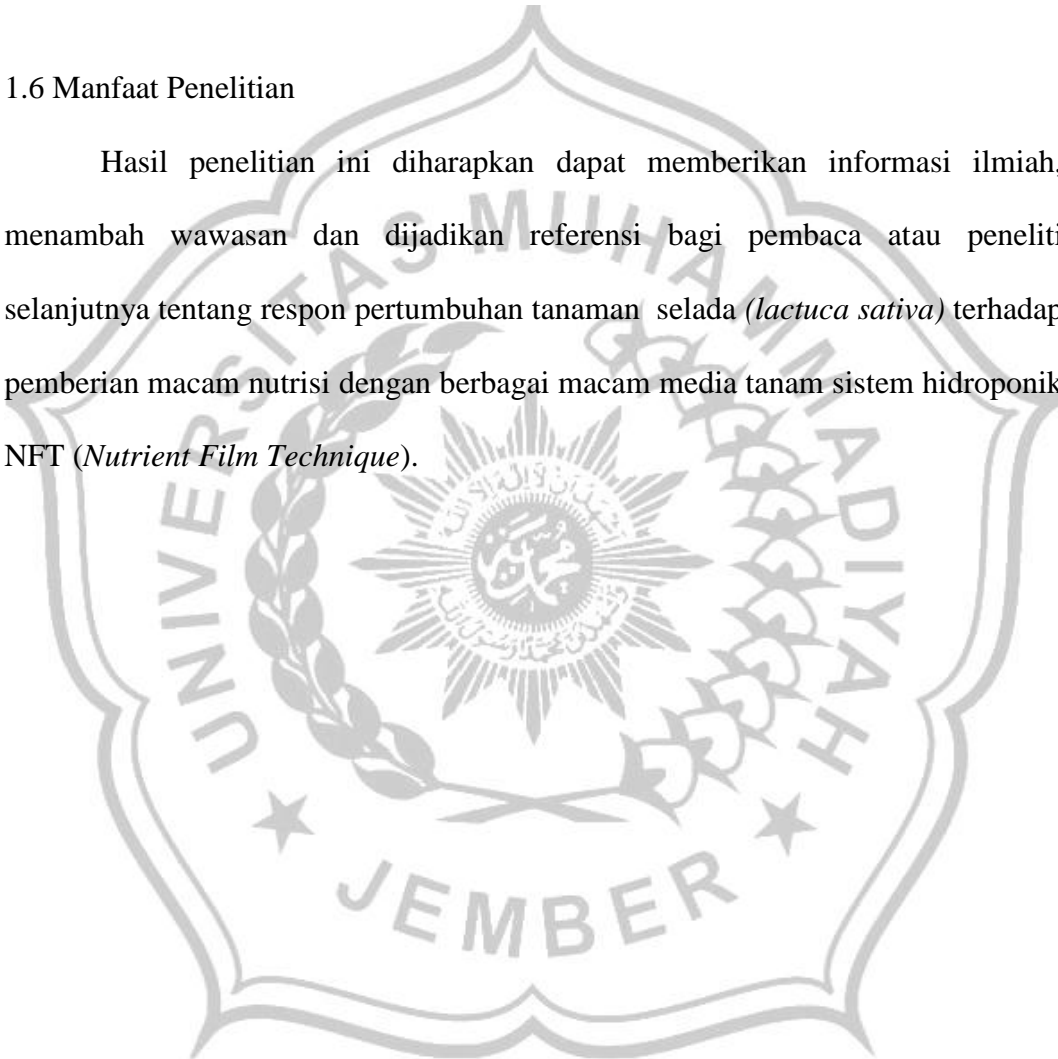 1.6 Manfaat Penelitian
Hasil penelitian ini diharapkan dapat memberikan informasi ilmiah,
menambah wawasan dan dijadikan referensi bagi pembaca atau peneliti
selanjutnya tentang respon pertumbuhan tanaman selada (lactuca sativa) terhadap
pemberian macam nutrisi dengan berbagai macam media tanam sistem hidroponik
NFT (Nutrient Film Technique).
UNIVERSITAS MUHAMMADIYAH
JEMBER